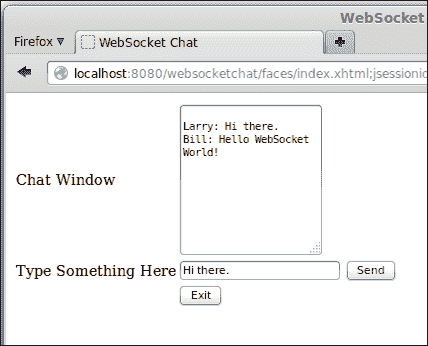 WebSocket
Firefox
WebSocket Chat
localhost:8080/websocketchat/faces/index.xhtml;jsessionid
Larry: Hi there.
Bill: Hello WebSocket
World!
Chat Window
Type Something Here Hi there. Send
Exit